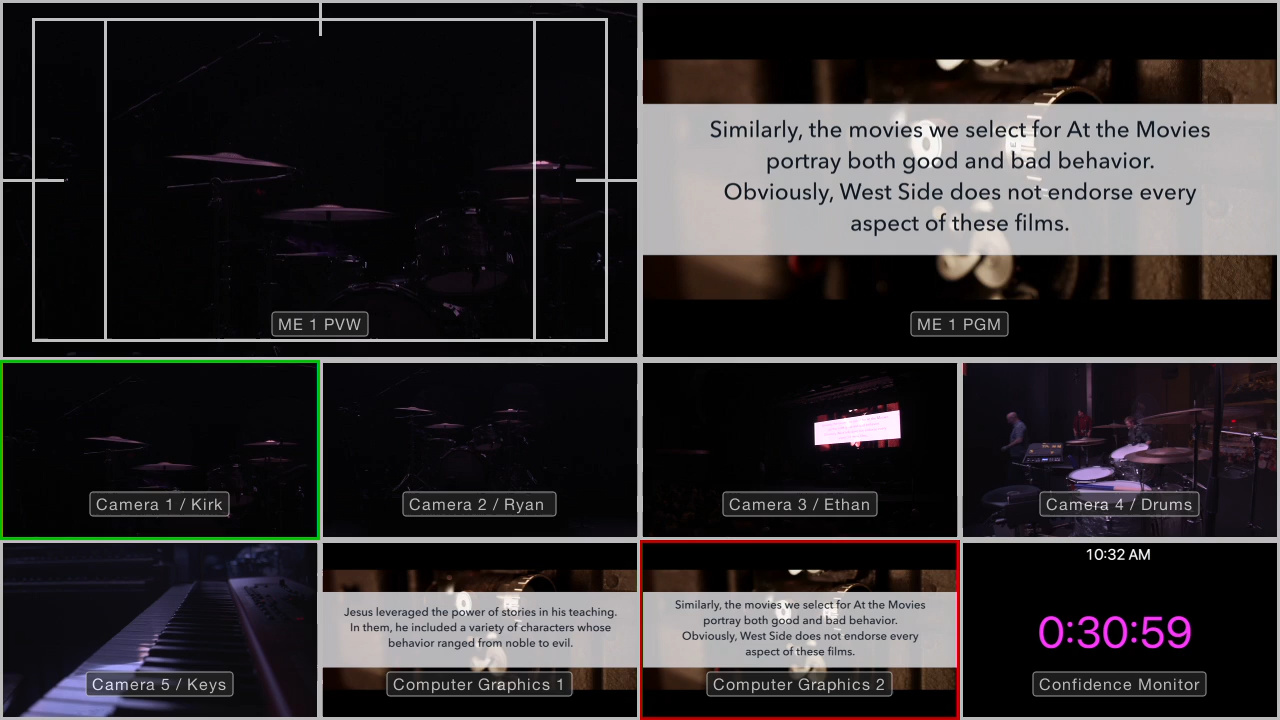 ME 1 PVW
Similarly, the movies we select for At the Movies
portray both good and bad behavior.
Obviously, West Side does not endorse every
aspect of these films.
ME 1 PGM
Camera 1 / Kirk
Camera 2 / Ryan
Camera 3 / Ethan
Camera 4 / Drums
Camera 5 / Keys
Jesus leveraged the power of stories in his teaching.
In them, he included a variety of characters whose
behavior ranged from noble to evil.
Computer Graphics 1
Similarly, the movies we select for At the Movies
portray both good and bad behavior.
Obviously, West Side does not endorse every
aspect of these films.
Computer Graphics 2
10:32 AM
0:30:59
Confidence Monitor